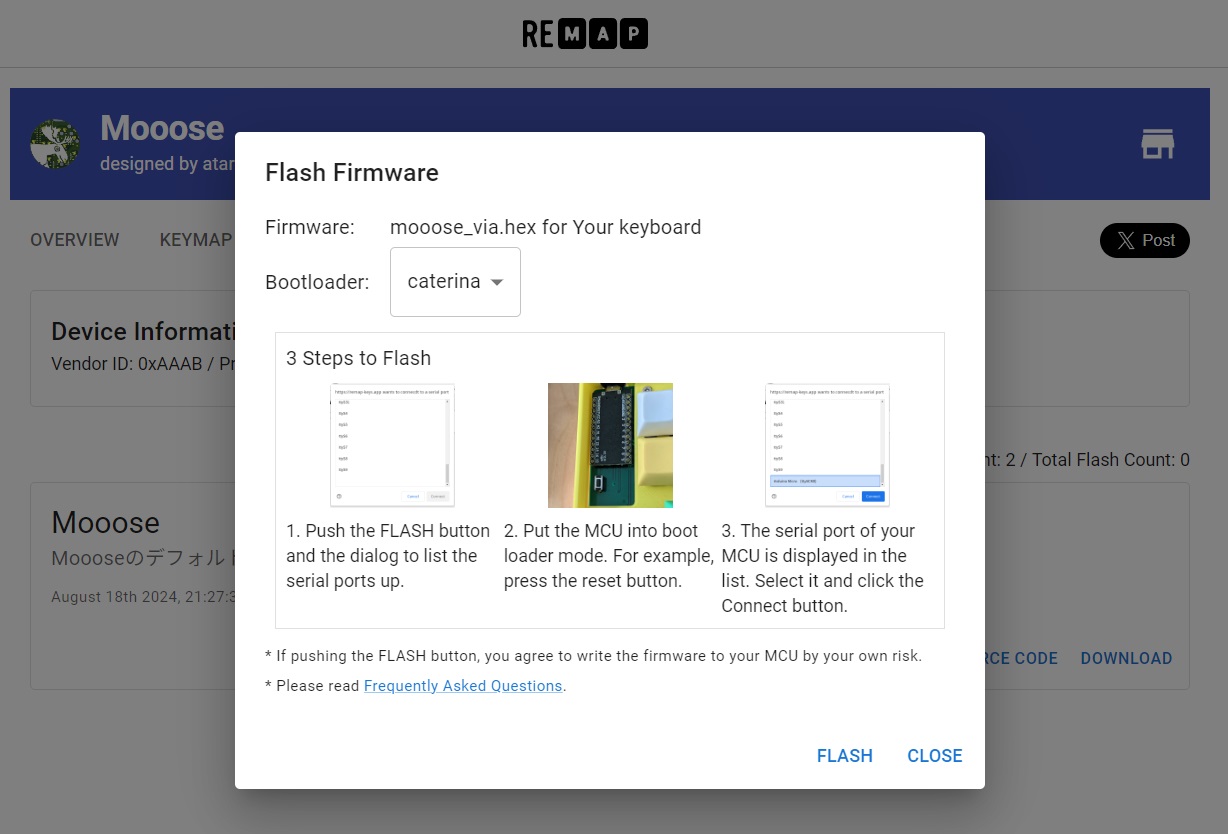 REMAP
Mooose
designed by atar
OVERVIEW
KEYMAP
Post
Device Informati
Vendor ID: 0xAAAB / Pr
nt: 2 / Total Flash Count: 0
Mooose
Moooseのデフォルト
August 18th 2024, 21:27:3
RCE CODE
DOWNLOAD
Flash Firmware
Firmware: mooose_via.hex for Your keyboard
Bootloader: caterina
3 Steps to Flash
1. Push the FLASH button
and the dialog to list the
serial ports up.
2. Put the MCU into boot
loader mode. For example,
press the reset button.
3. The serial port of your
MCU is displayed in the
list. Select it and click the
Connect button.
* If pushing the FLASH button, you agree to write the firmware to your MCU by your own risk.
* Please read Frequently Asked Questions.
FLASH
CLOSE